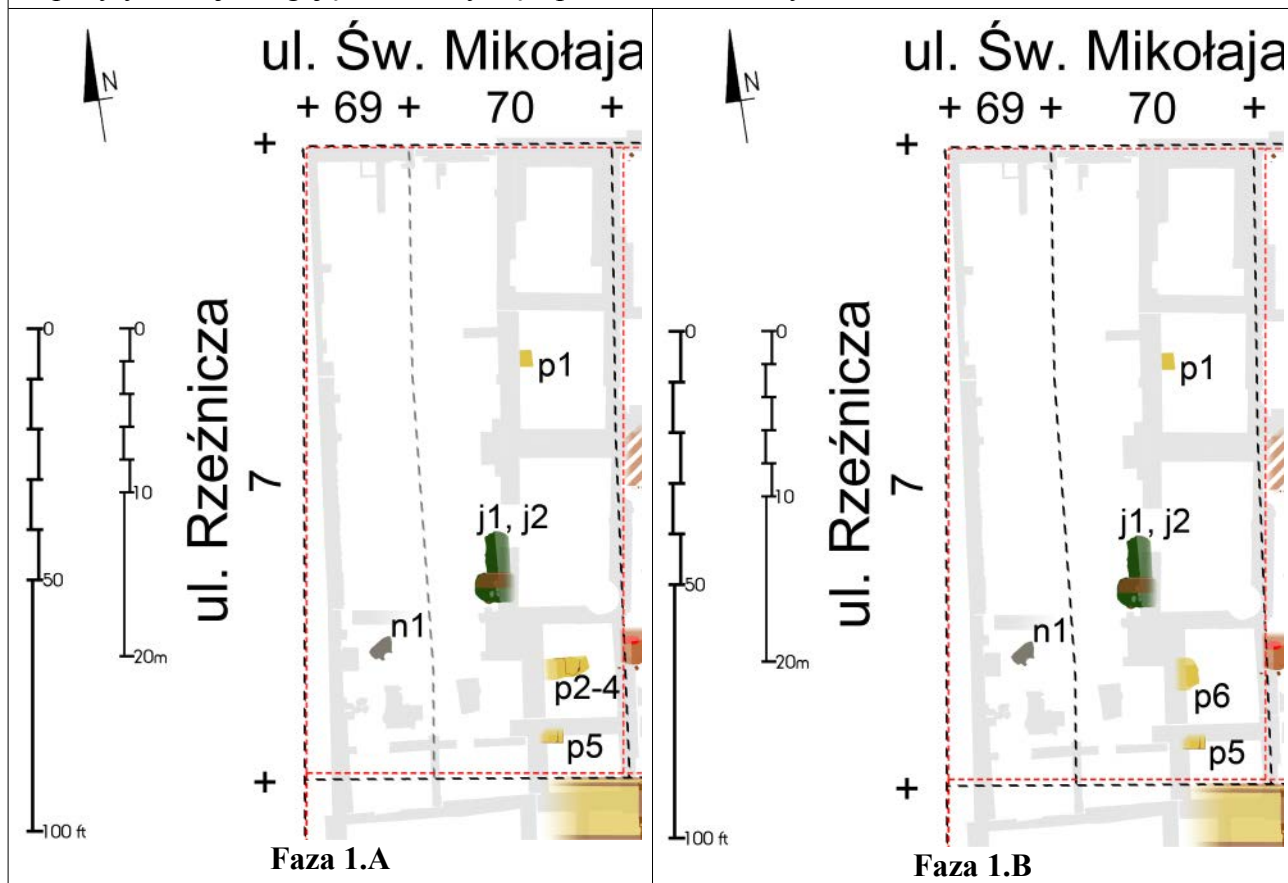 ul. Św. Mikołaja
N
+ 69 + 70 +
+
ul. Rzeźnicza
7
0
50
100 ft
0
10
20m
p1
j1, j2
n1
p2-4
p5
+
Faza 1.A
ul. Św. Mikołaja
N
+ 69 + 70 +
+
ul. Rzeźnicza
7
0
50
100 ft
0
10
20m
p1
j1, j2
n1
p6
p5
+
Faza 1.B